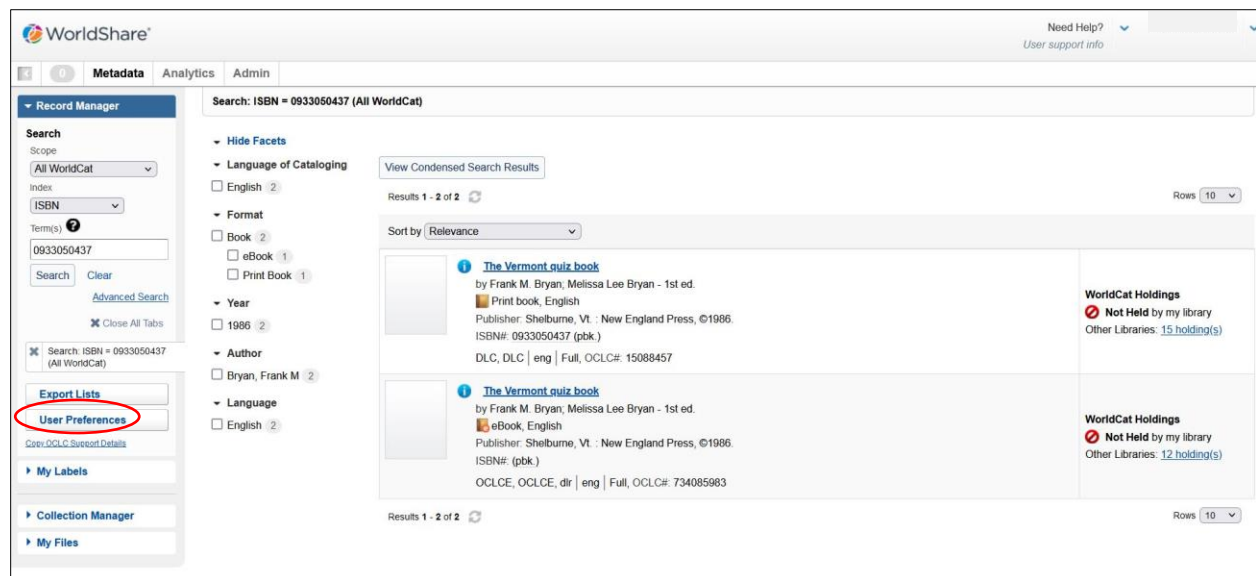 WorldShare®
Need Help?
User support info
0
Metadata Analytics Admin
Record Manager
Search
Scope
All WorldCat
Index
ISBN
Term(s) ?
0933050437
Search Clear
Advanced Search
Close All Tabs
Search: ISBN = 0933050437
(All WorldCat)
Export Lists
User Preferences
Copy OCLC Support Details
My Labels
Collection Manager
My Files
Search: ISBN = 0933050437 (All WorldCat)
Hide Facets
Language of Cataloging
English 2
Format
Book 2
eBook 1
Print Book 1
Year
1986 2
Author
Bryan, Frank M 2
Language
English 2
View Condensed Search Results
Results 1 - 2 of 2
Rows 10
Sort by Relevance
The Vermont quiz book
by Frank M. Bryan; Melissa Lee Bryan - 1st ed.
Print book, English
Publisher: Shelburne, Vt. : New England Press, ©1986.
ISBN#: 0933050437 (pbk.)
DLC, DLC | eng | Full, OCLC#: 15088457
WorldCat Holdings
Not Held by my library
Other Libraries: 15 holding(s)
The Vermont quiz book
by Frank M. Bryan; Melissa Lee Bryan - 1st ed.
eBook, English
Publisher: Shelburne, Vt. : New England Press, ©1986.
ISBN#: (pbk.)
OCLCE, OCLCE, dlr | eng | Full, OCLC#: 734085983
WorldCat Holdings
Not Held by my library
Other Libraries: 12 holding(s)
Results 1 - 2 of 2
Rows 10